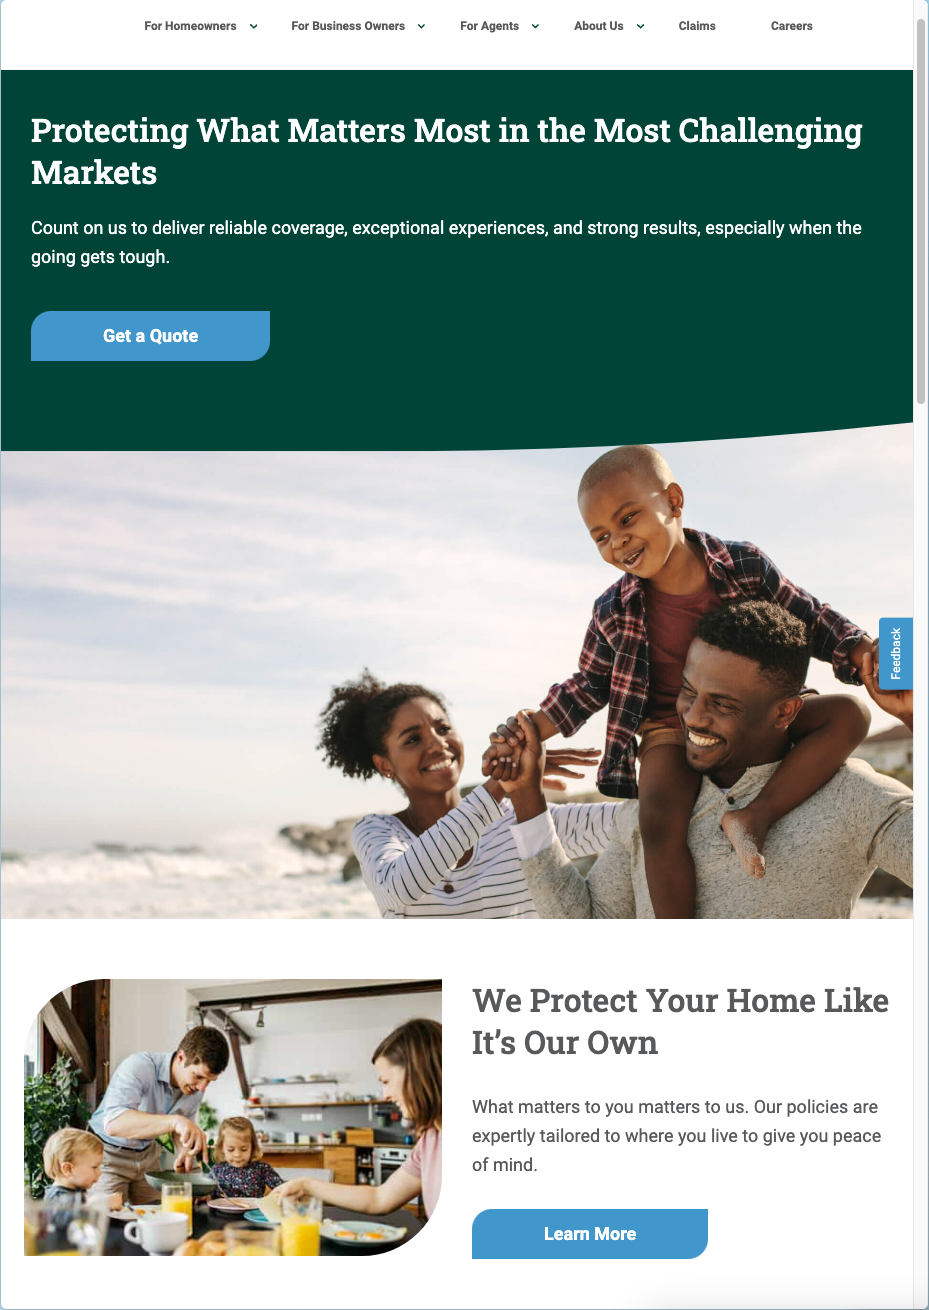 For Homeowners For Business Owners For Agents About Us Claims Careers
Protecting What Matters Most in the Most Challenging
Markets
Count on us to deliver reliable coverage, exceptional experiences, and strong results, especially when the
going gets tough.
Get a Quote
Feedback
We Protect Your Home Like
It’s Our Own
What matters to you matters to us. Our policies are
expertly tailored to where you live to give you peace
of mind.
Learn More